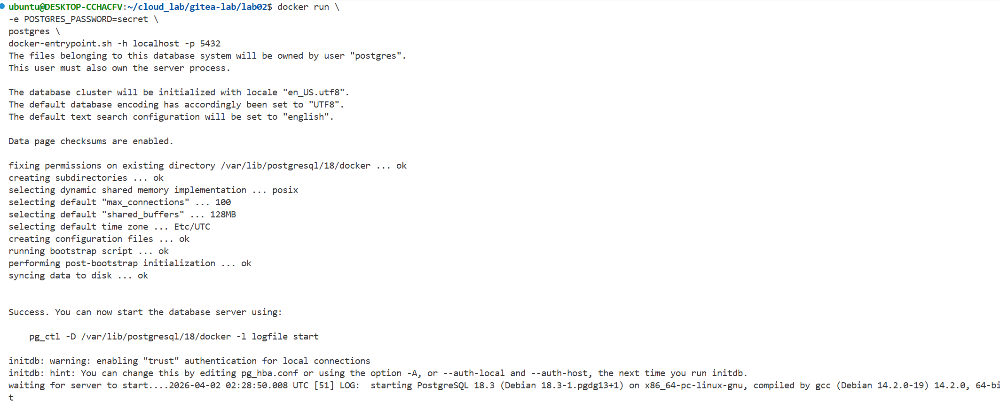 ubuntu@DESKTOP-CCHACFV:~/cloud_lab/gitea-lab/lab02$ docker run \
-e POSTGRES_PASSWORD=secret \
postgres \
docker-entrypoint.sh -h localhost -p 5432
The files belonging to this database system will be owned by user "postgres".
This user must also own the server process.

The database cluster will be initialized with locale "en_US.utf8".
The default database encoding has accordingly been set to "UTF8".
The default text search configuration will be set to "english".

Data page checksums are enabled.

fixing permissions on existing directory /var/lib/postgresql/18/docker ... ok
creating subdirectories ... ok
selecting dynamic shared memory implementation ... posix
selecting default "max_connections" ... 100
selecting default "shared_buffers" ... 128MB
selecting default time zone ... Etc/UTC
creating configuration files ... ok
running bootstrap script ... ok
performing post-bootstrap initialization ... ok
syncing data to disk ... ok


Success. You can now start the database server using:

    pg_ctl -D /var/lib/postgresql/18/docker -l logfile start

initdb: warning: enabling "trust" authentication for local connections
initdb: hint: You can change this by editing pg_hba.conf or using the option -A, or --auth-local and --auth-host, the next time you run initdb.
waiting for server to start....2026-04-02 02:28:50.008 UTC [51] LOG:  starting PostgreSQL 18.3 (Debian 18.3-1.pgdg13+1) on x86_64-pc-linux-gnu, compiled by gcc (Debian 14.2.0-19) 14.2.0, 64-bi
t